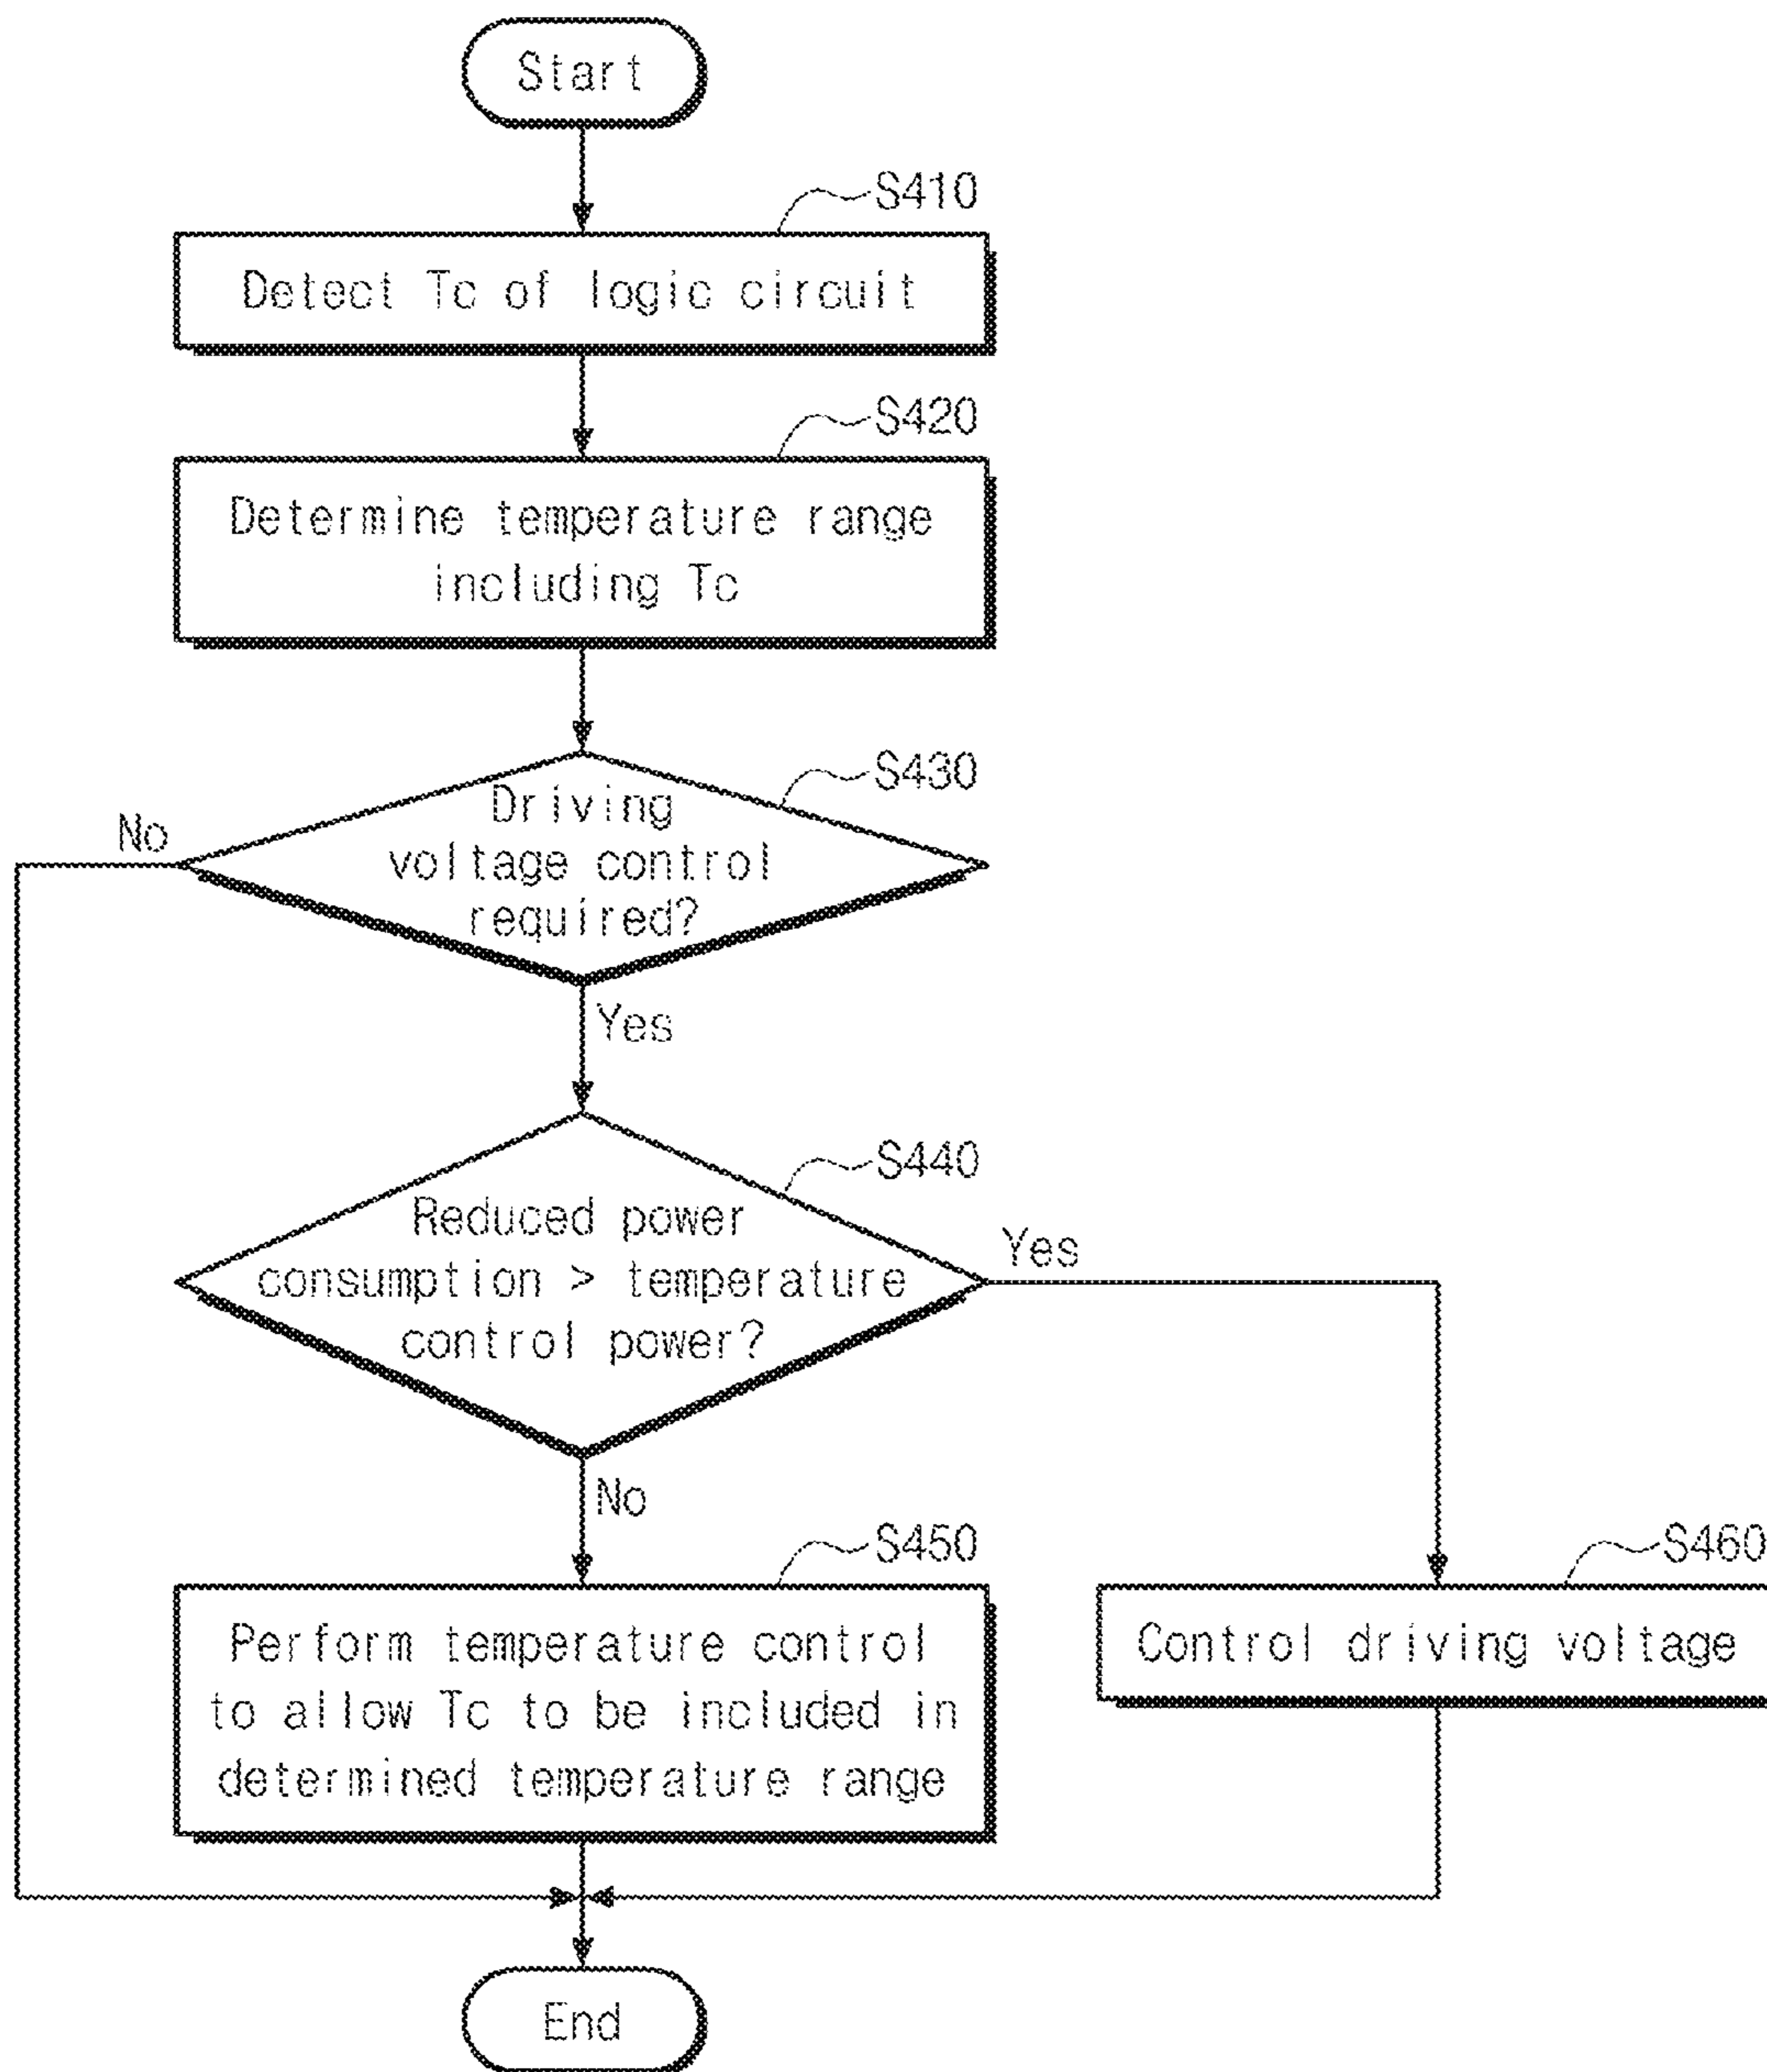 Start
S410
Detect Tc of logic circuit
S420
Determine temperature range
including Tc
S430
Driving
voltage control
required?
No
Yes
S440
Reduced power
consumption > temperature
control power?
Yes
No
S450
Perform temperature control
to allow Tc to be included in
determined temperature range
S460
Control driving voltage
End